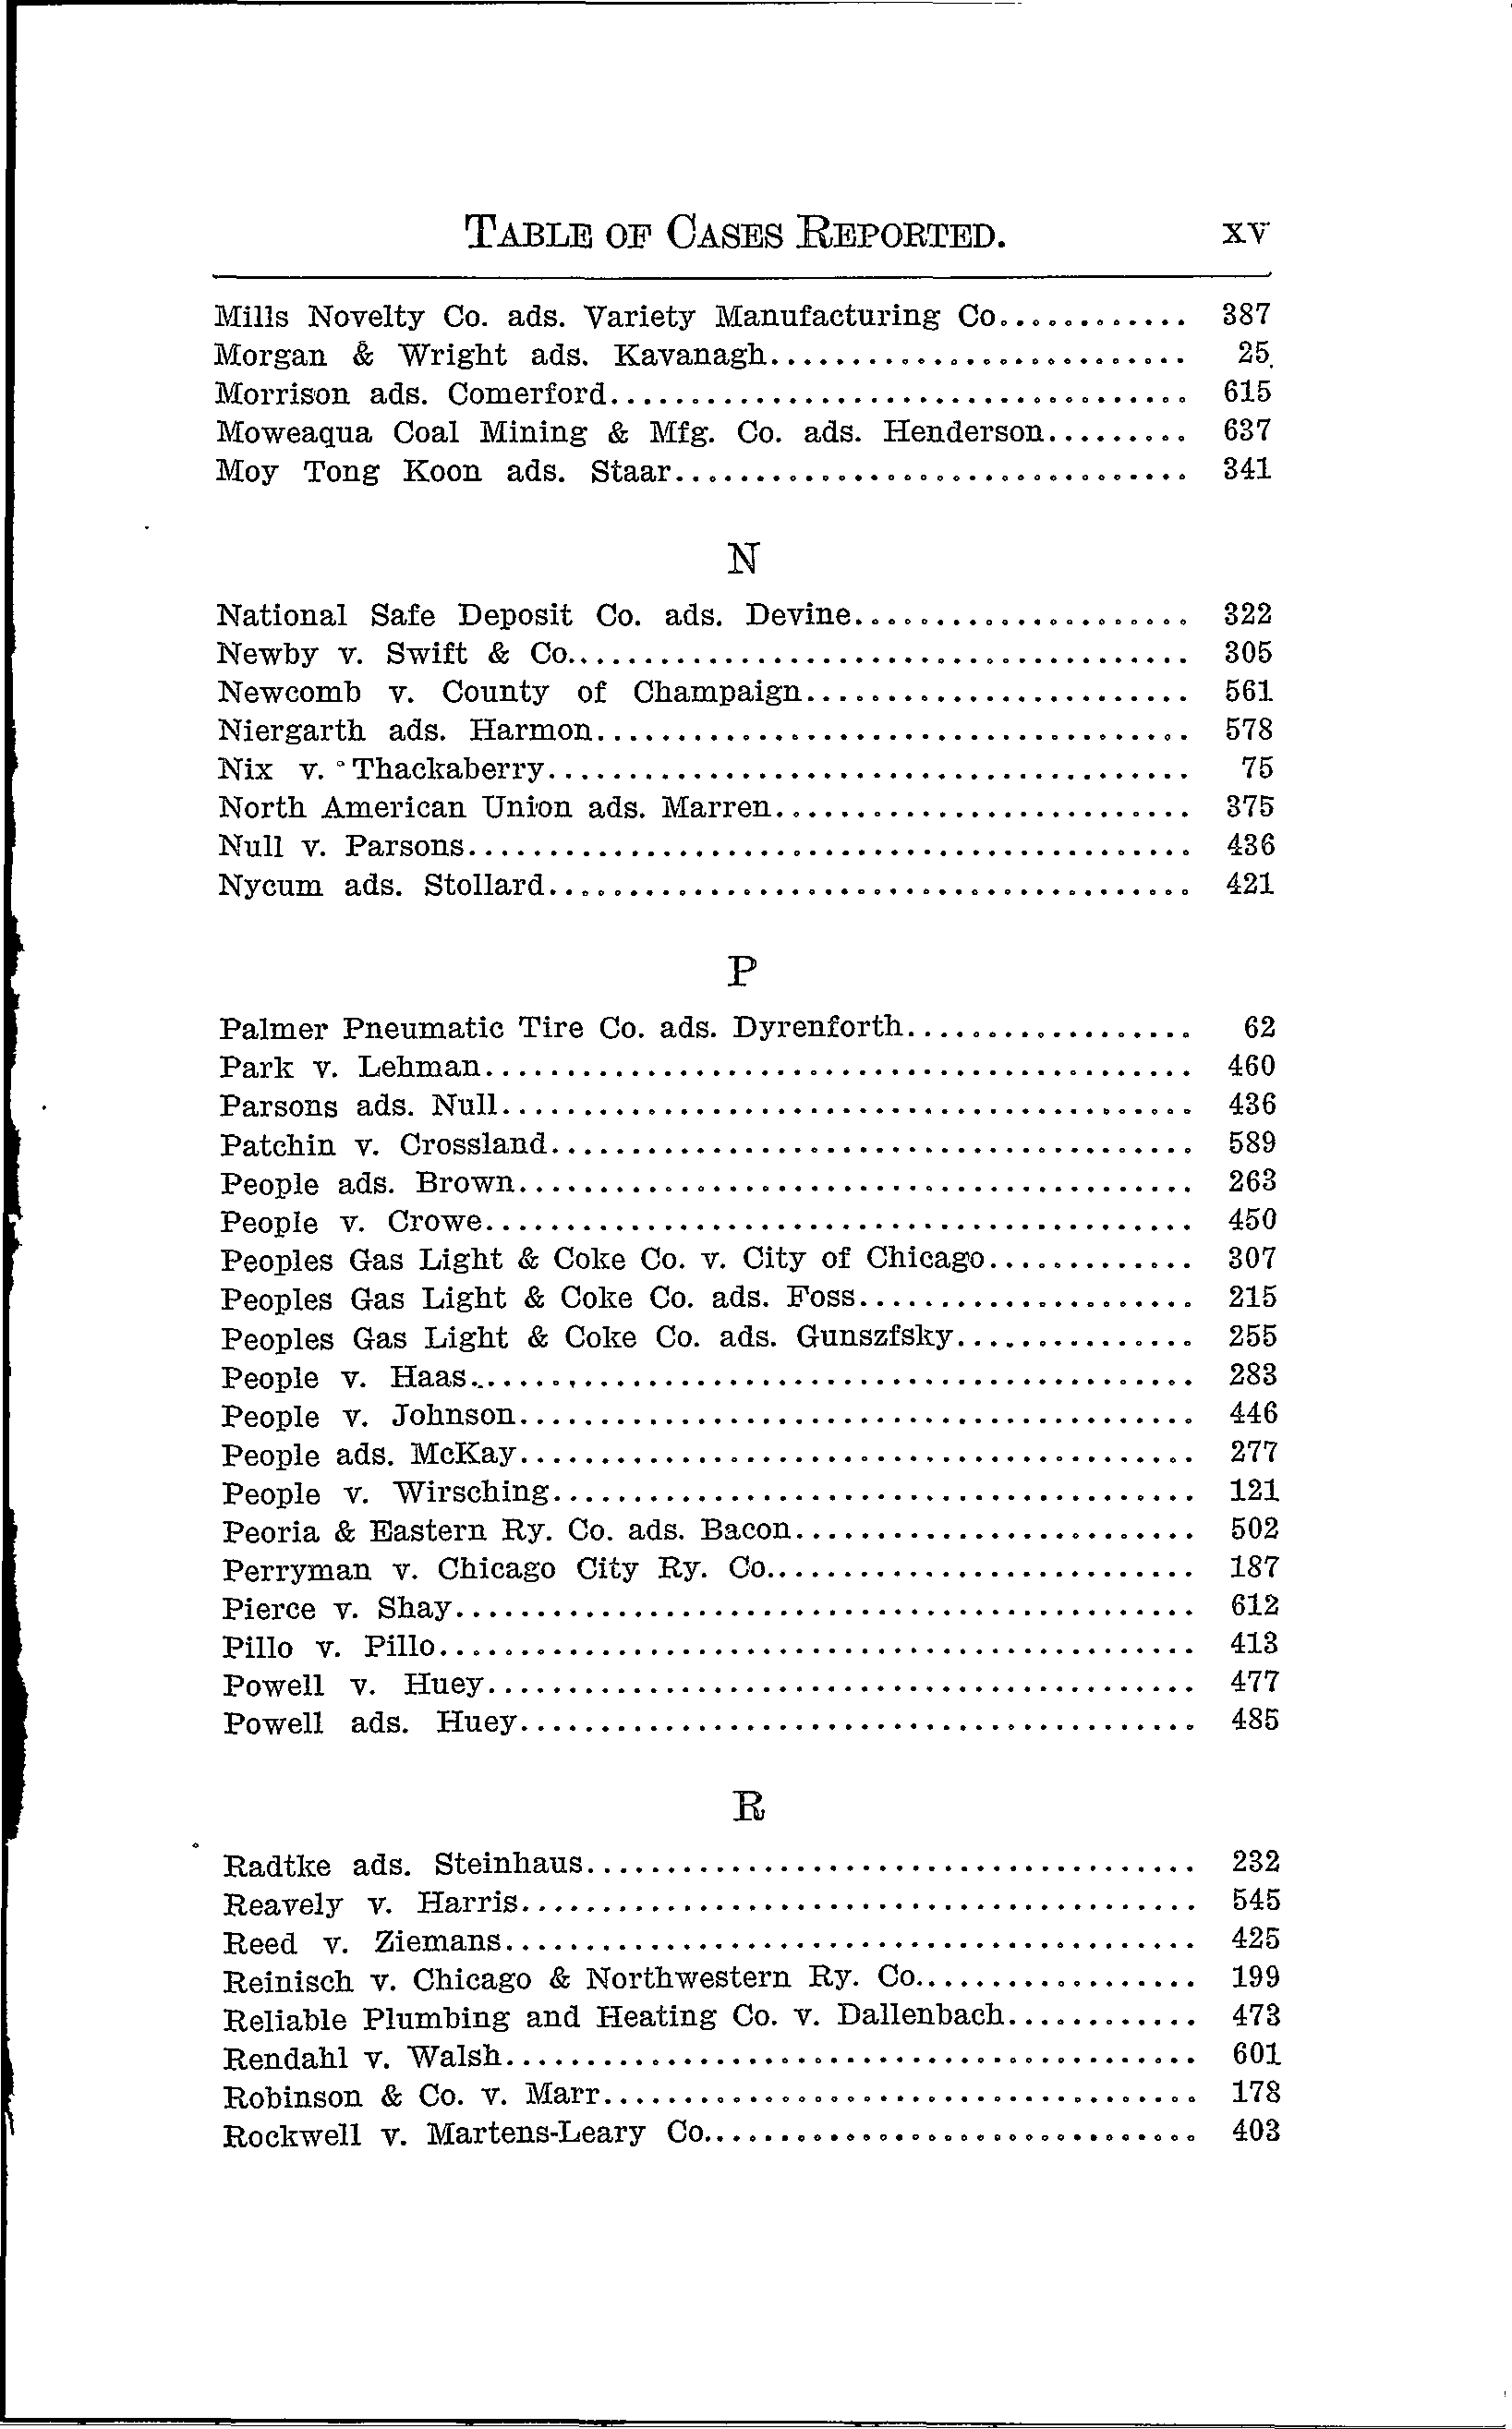 TABLE OF CASES REPORTED. XV
Mills Novelty Co. ads. Variety Manufacturing Co............ 387
Morgan & Wright ads. Kavanagh.......................... 25
Morrison ads. Comerford.................................... 615
Moweaqua Coal Mining & Mfg. Co. ads. Henderson......... 637
Moy Tong Koon ads. Staar................................ 341
N
National Safe Deposit Co. ads. Devine..................... 322
Newby v. Swift & Co....................................... 305
Newcomb v. County of Champaign........................ 561
Niergarth ads. Harmon..................................... 578
Nix v. Thackaberry........................................ 75
North American Union ads. Marren.......................... 375
Null v. Parsons............................................. 436
Nycum ads. Stollard........................................ 421
P
Palmer Pneumatic Tire Co. ads. Dyrenforth.................. 62
Park v. Lehman............................................ 460
Parsons ads. Null........................................... 436
Patchin v. Crossland........................................ 589
People ads. Brown.......................................... 263
People v. Crowe............................................ 450
Peoples Gas Light & Coke Co. v. City of Chicago............. 307
Peoples Gas Light & Coke Co. ads. Foss..................... 215
Peoples Gas Light & Coke Co. ads. Gunszfsky............... 255
People v. Haas............................................. 283
People v. Johnson.......................................... 446
People ads. McKay.......................................... 277
People v. Wirsching........................................ 121
Peoria & Eastern Ry. Co. ads. Bacon......................... 502
Perryman v. Chicago City Ry. Co........................... 187
Pierce v. Shay.............................................. 612
Pillo v. Pillo............................................... 413
Powell v. Huey............................................ 477
Powell ads. Huey.......................................... 485
R
Radtke ads. Steinhaus...................................... 232
Reavely v. Harris.......................................... 545
Reed v. Ziemans........................................... 425
Reinisch v. Chicago & Northwestern Ry. Co.................. 199
Reliable Plumbing and Heating Co. v. Dallenbach............ 473
Rendahl v. Walsh........................................... 601
Robinson & Co. v. Marr..................................... 178
Rockwell v. Martens-Leary Co............................... 403